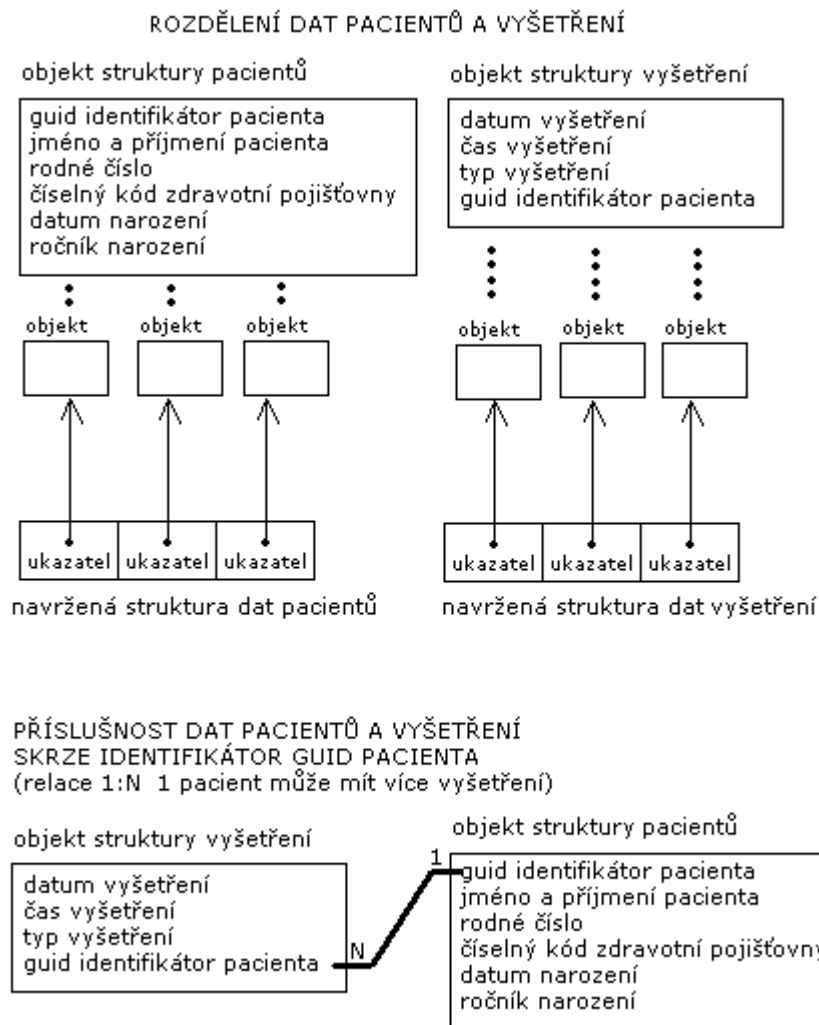 ROZDĚLENÍ DAT PACIENTŮ A VYŠETŘENÍ
objekt struktury pacientů
guid identifikátor pacienta
jméno a příjmení pacienta
rodné číslo
číselný kód zdravotní pojišťovny
datum narození
ročník narození
objekt objekt objekt
ukazatel ukazatel ukazatel
navržená struktura dat pacientů
objekt struktury vyšetření
datum vyšetření
čas vyšetření
typ vyšetření
guid identifikátor pacienta
objekt objekt objekt
ukazatel ukazatel ukazatel
navržená struktura dat vyšetření
PŘÍSLUŠNOST DAT PACIENTŮ A VYŠETŘENÍ
SKRZE IDENTIFIKÁTOR GUID PACIENTA
(relace 1:N 1 pacient může mít více vyšetření)
objekt struktury vyšetření
datum vyšetření
čas vyšetření
typ vyšetření
guid identifikátor pacienta
N
1
objekt struktury pacientů
guid identifikátor pacienta
jméno a příjmení pacienta
rodné číslo
číselný kód zdravotní pojišťovny
datum narození
ročník narození